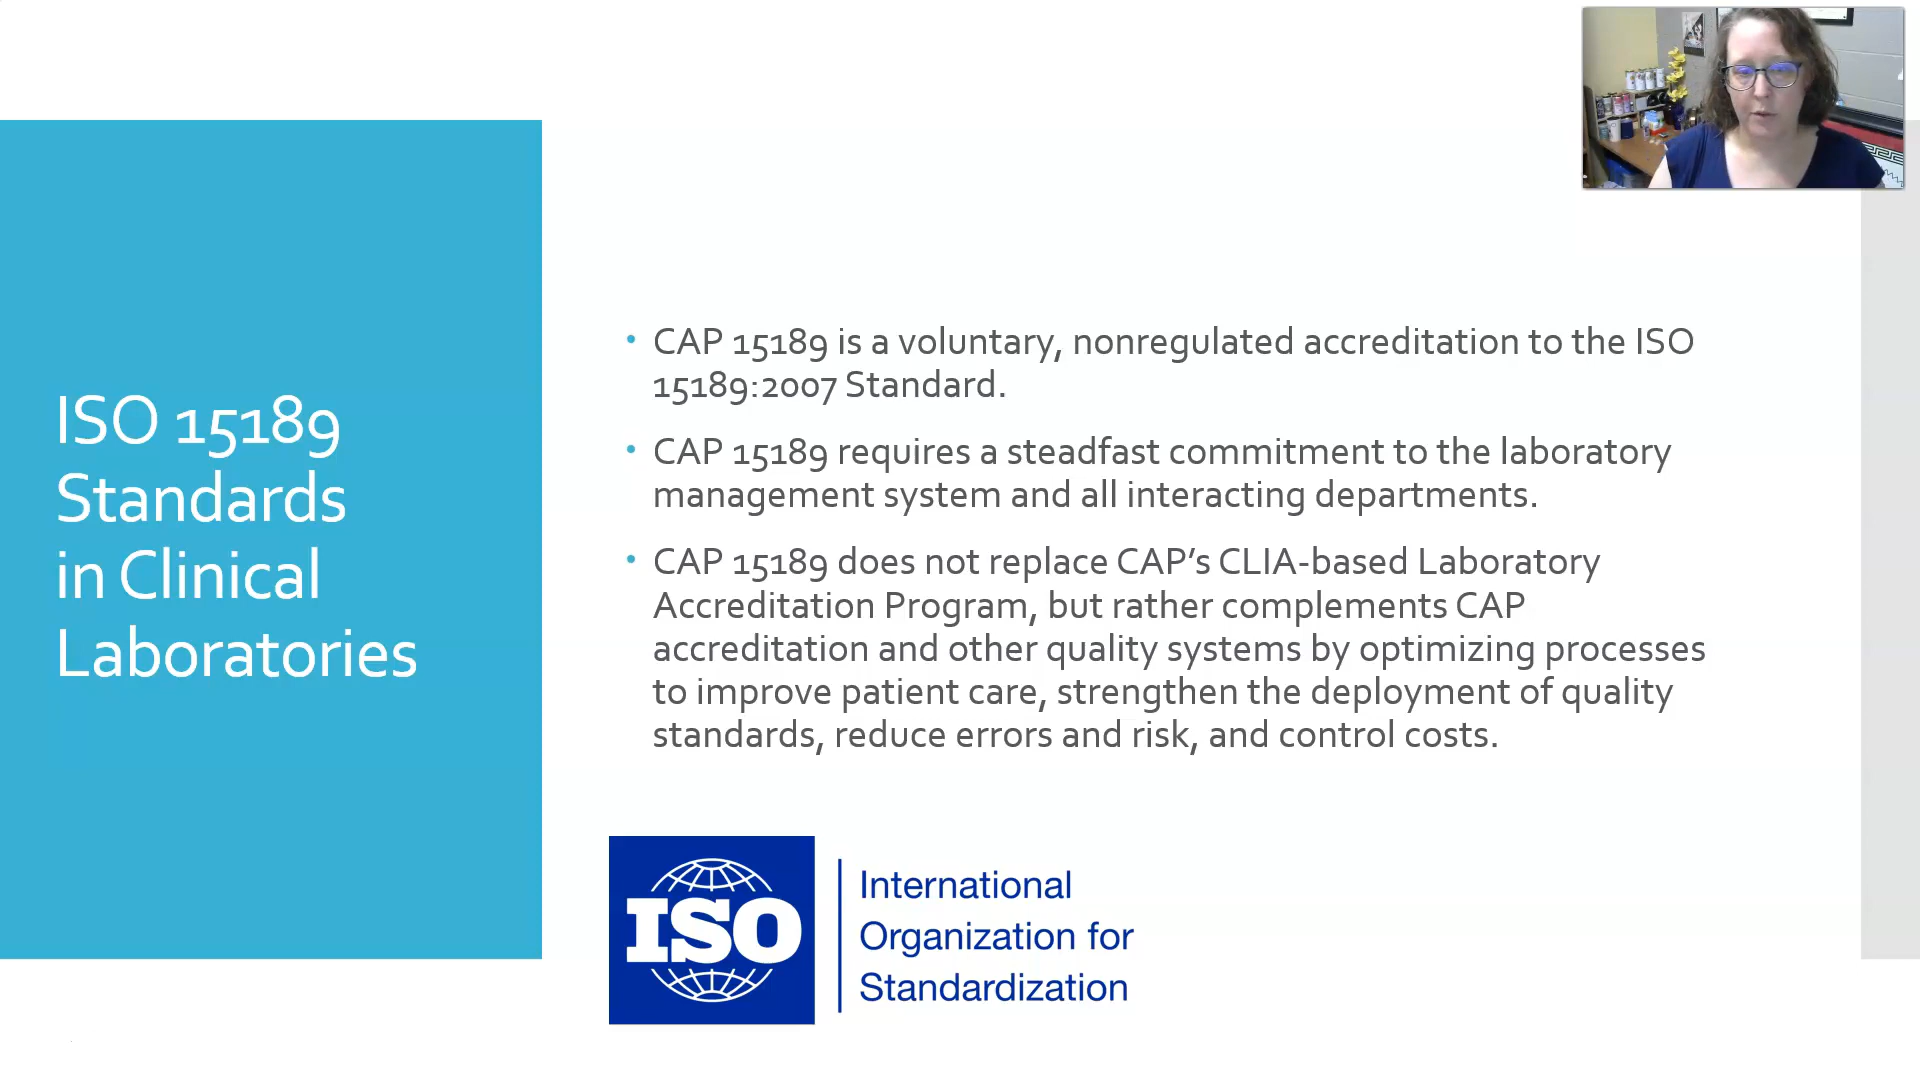 ISO 15189
Standards
in Clinical
Laboratories
• CAP 15189 is a voluntary, nonregulated accreditation to the ISO
15189:2007 Standard.
• CAP 15189 requires a steadfast commitment to the laboratory
management system and all interacting departments.
• CAP 15189 does not replace CAP’s CLIA-based Laboratory
Accreditation Program, but rather complements CAP
accreditation and other quality systems by optimizing processes
to improve patient care, strengthen the deployment of quality
standards, reduce errors and risk, and control costs.
ISO
International
Organization for
Standardization